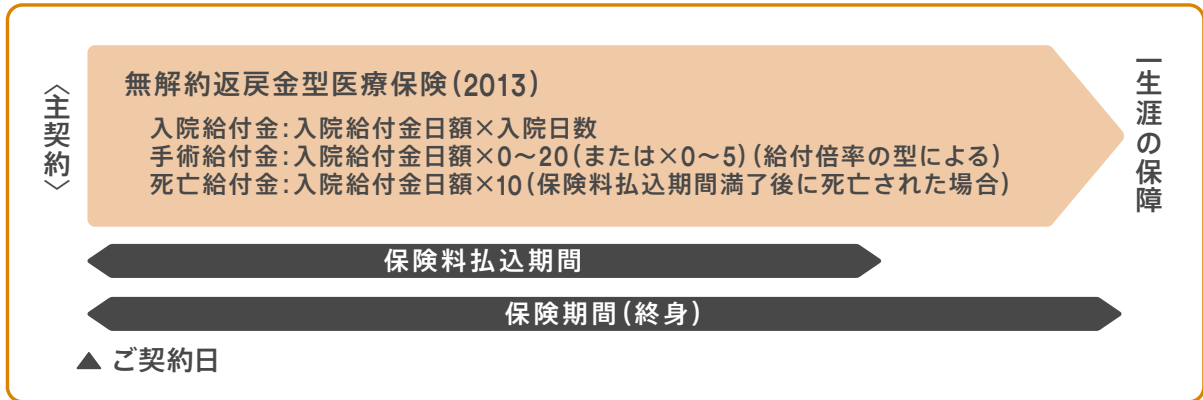 〈主契約〉
無解約返戻金型医療保険(2013)
入院給付金:入院給付金日額×入院日数
手術給付金:入院給付金日額×0〜20(または×0〜5)(給付倍率の型による)
死亡給付金:入院給付金日額×10(保険料払込期間満了後に死亡された場合)
一生涯の保障
保険料払込期間
保険期間(終身)
▲ ご契約日